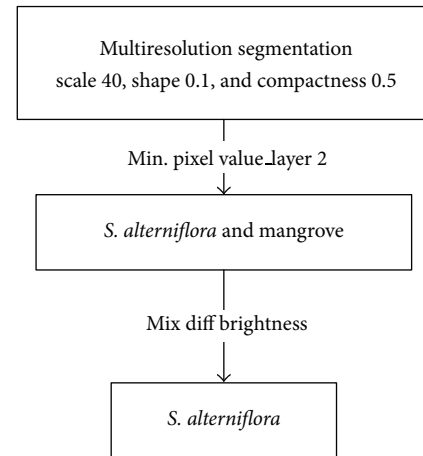 Multiresolution segmentation
scale 40, shape 0.1, and compactness 0.5
Min. pixel value_layer 2
S. alterniflora and mangrove
Mix diff brightness
S. alterniflora